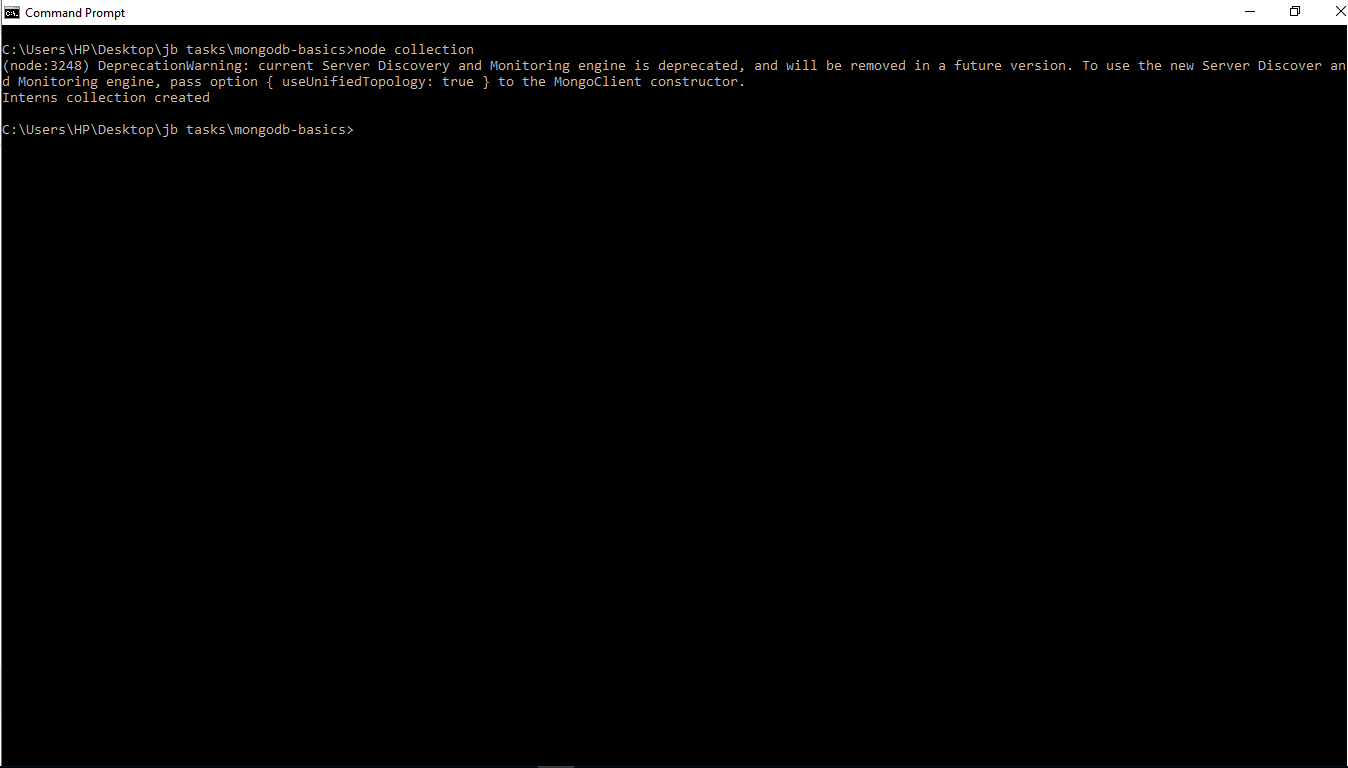 Command Prompt
C:\Users\HP\Desktop\jb tasks\mongodb-basics>node collection
(node:3248) DeprecationWarning: current Server Discovery and Monitoring engine is deprecated, and will be removed in a future version. To use the new Server Discover an
d Monitoring engine, pass option { useUnifiedTopology: true } to the MongoClient constructor.
Interns collection created
C:\Users\HP\Desktop\jb tasks\mongodb-basics>